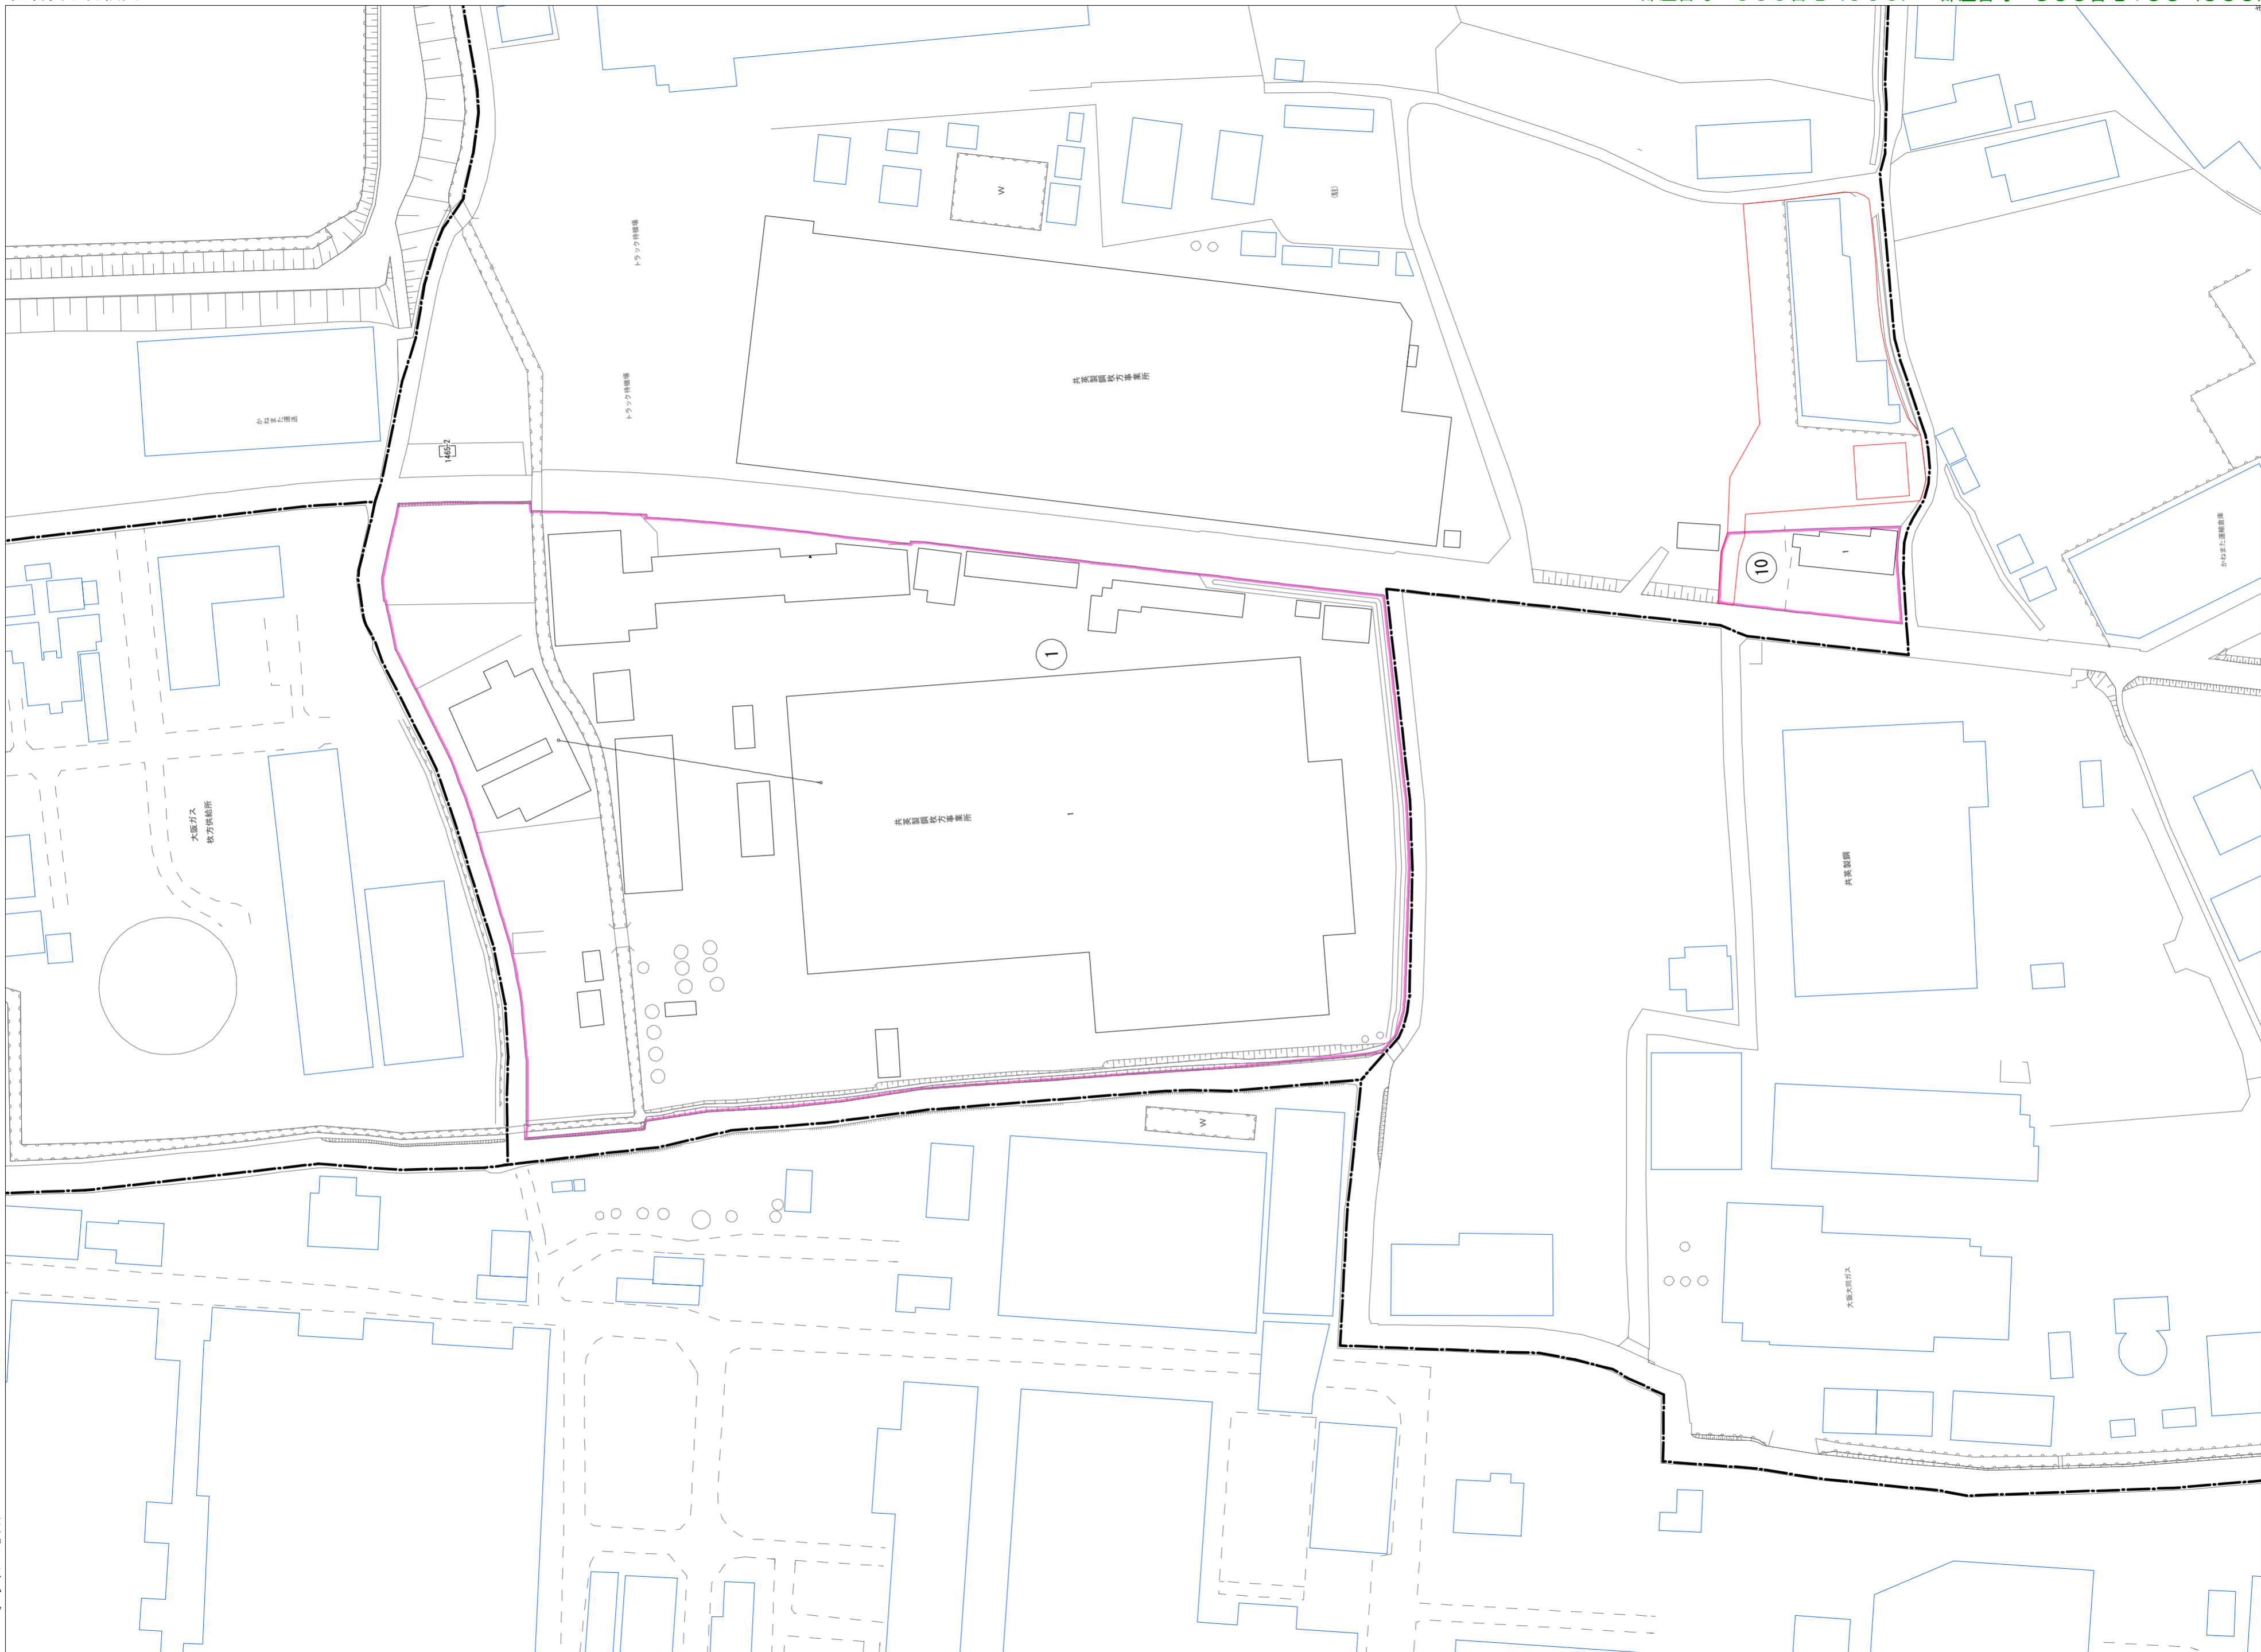 W
(駐)
トラック待機場
トラック待機場
共英製鋼枚方事業所
かねまた運送
1465-2
かねまた運輸倉庫
10
1
1
大阪ガス
枚方供給所
共英製鋼枚方事業所
1
共英製鋼
W
大阪大同ガス